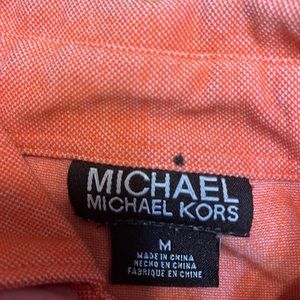 MICHAEL
MICHAEL KORS
M
MADE IN CHINA
HECHO EN CHINA
FABRIQUE EN CHINE